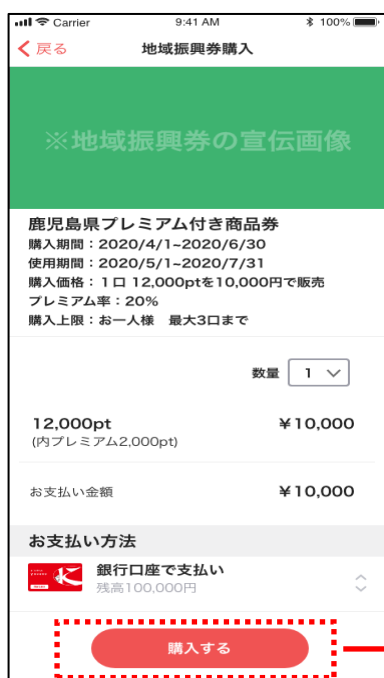 Carrier 9:41 AM 100%
戻る 地域振興券購入
※地域振興券の宣伝画像
鹿児島県プレミアム付き商品券
購入期間：2020/4/1~2020/6/30
使用期間：2020/5/1~2020/7/31
購入価格：1口 12,000ptを10,000円で販売
プレミアム率：20%
購入上限：お一人様 最大3口まで
数量 1
12,000pt ¥10,000
(内プレミアム2,000pt)
お支払い金額 ¥10,000
お支払い方法
銀行口座で支払い
残高100,000円
購入する